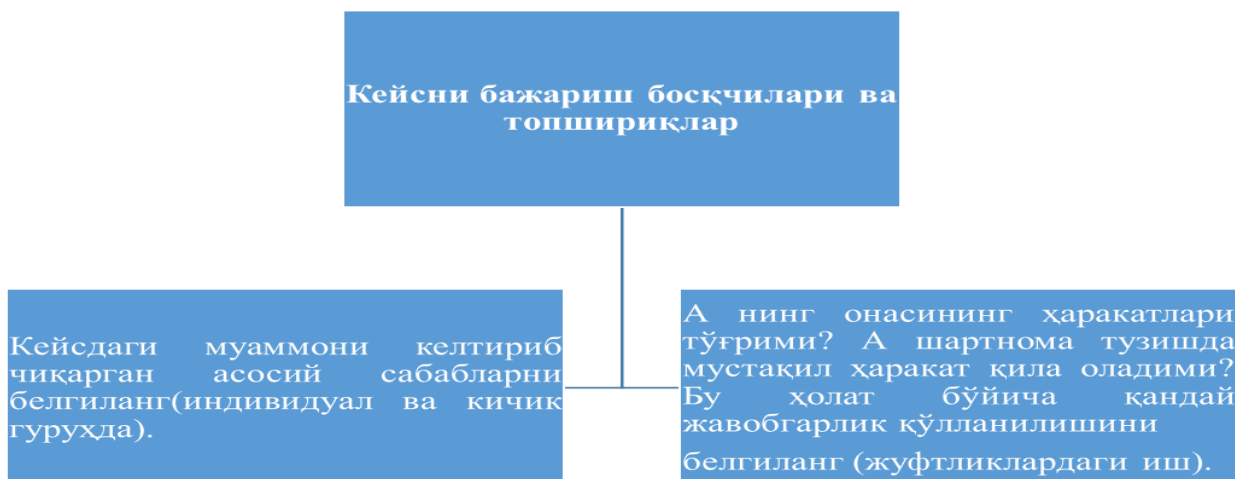 Кейсни бажариш босқчилари ва
топшириқлар
Кейсдаги муаммони келтириб
чиқарган асосий сабабларни
белгиланг(индивидуал ва кичик
гуруҳда).
А нинг онасининг ҳаракатлари
тўғрими? А шартнома тузишда
мустақил ҳаракат қила оладими?
Бу ҳолат бўйича қандай
жавобгарлик қўлланилишини
белгиланг (жуфтликлардаги иш).